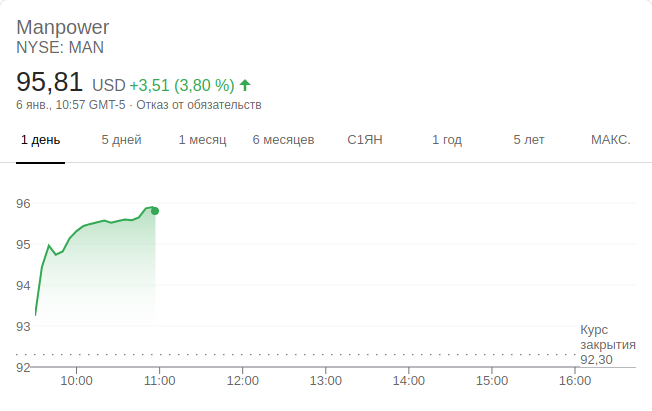 Manpower
NYSE: MAN
95,81 USD +3,51 (3,80 %)
6 янв., 10:57 GMT-5 · Отказ от обязательств
1 день 5 дней 1 месяц 6 месяцев С1ЯН 1 год 5 лет МАКС.
96
95
94
93
92
Курс
закрытия
92,30
10:00 11:00 12:00 13:00 14:00 15:00 16:00